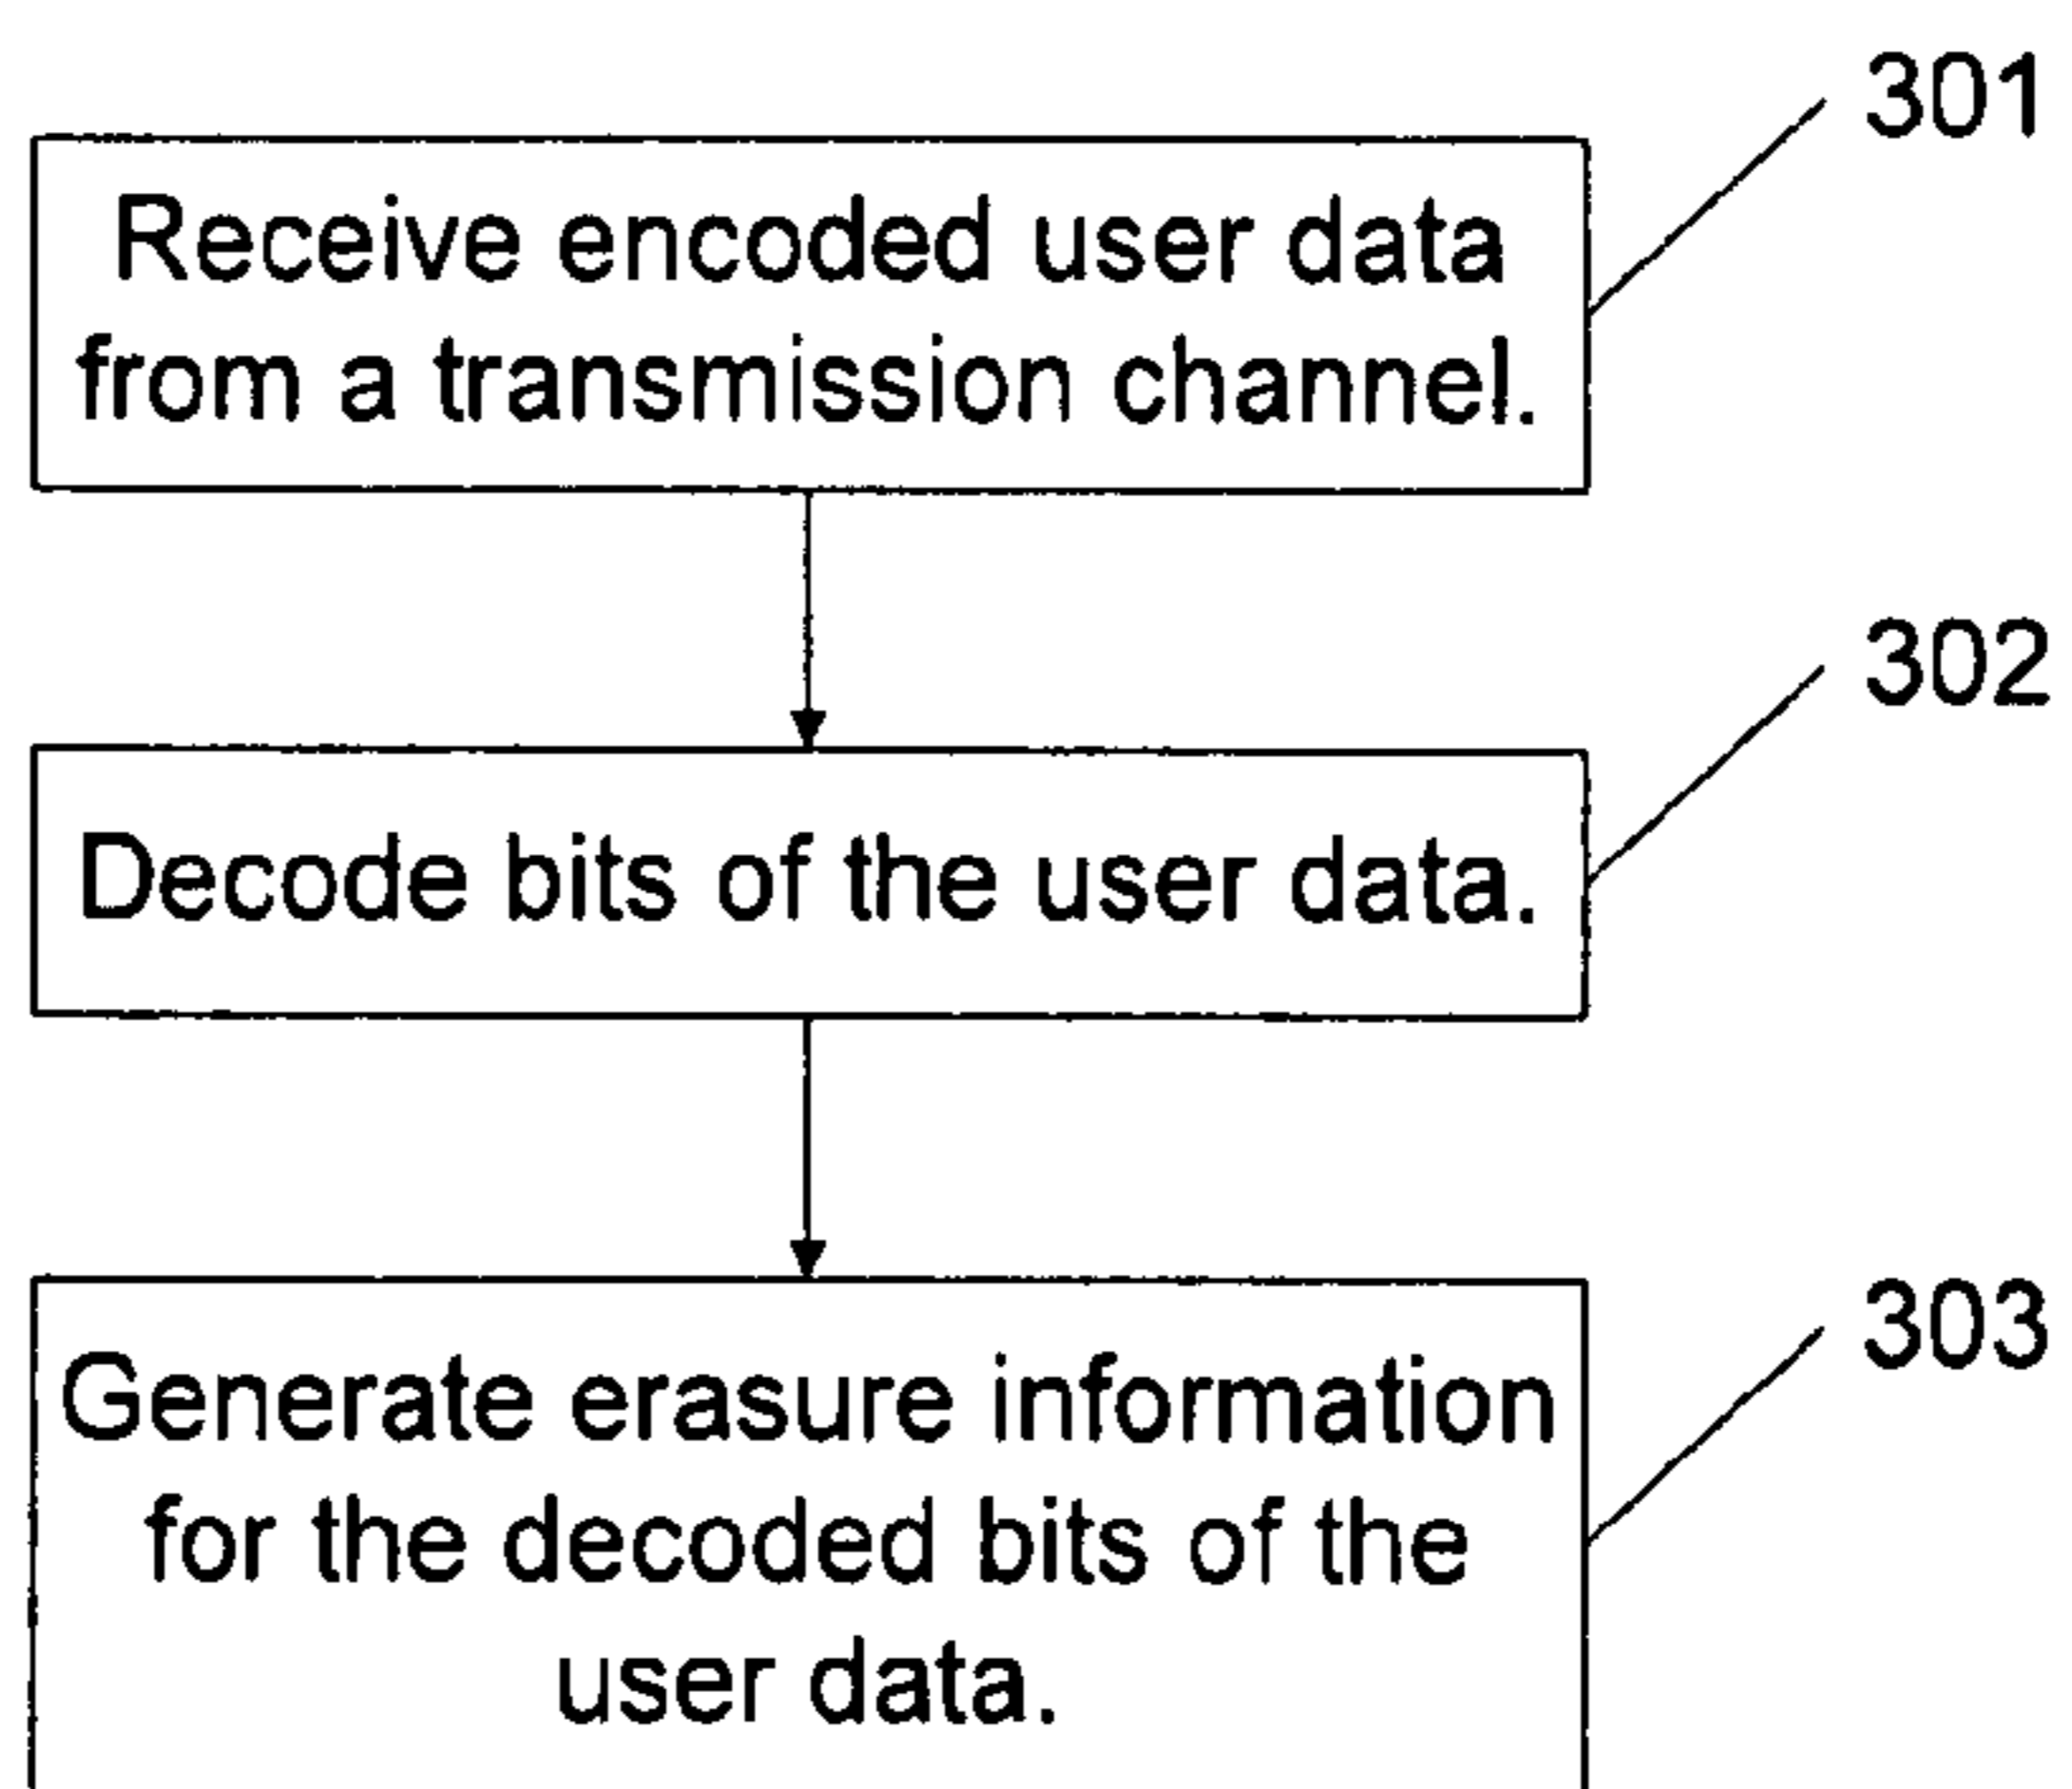 301
Receive encoded user data
from a transmission channel.
302
Decode bits of the user data.
303
Generate erasure information
for the decoded bits of the
user data.